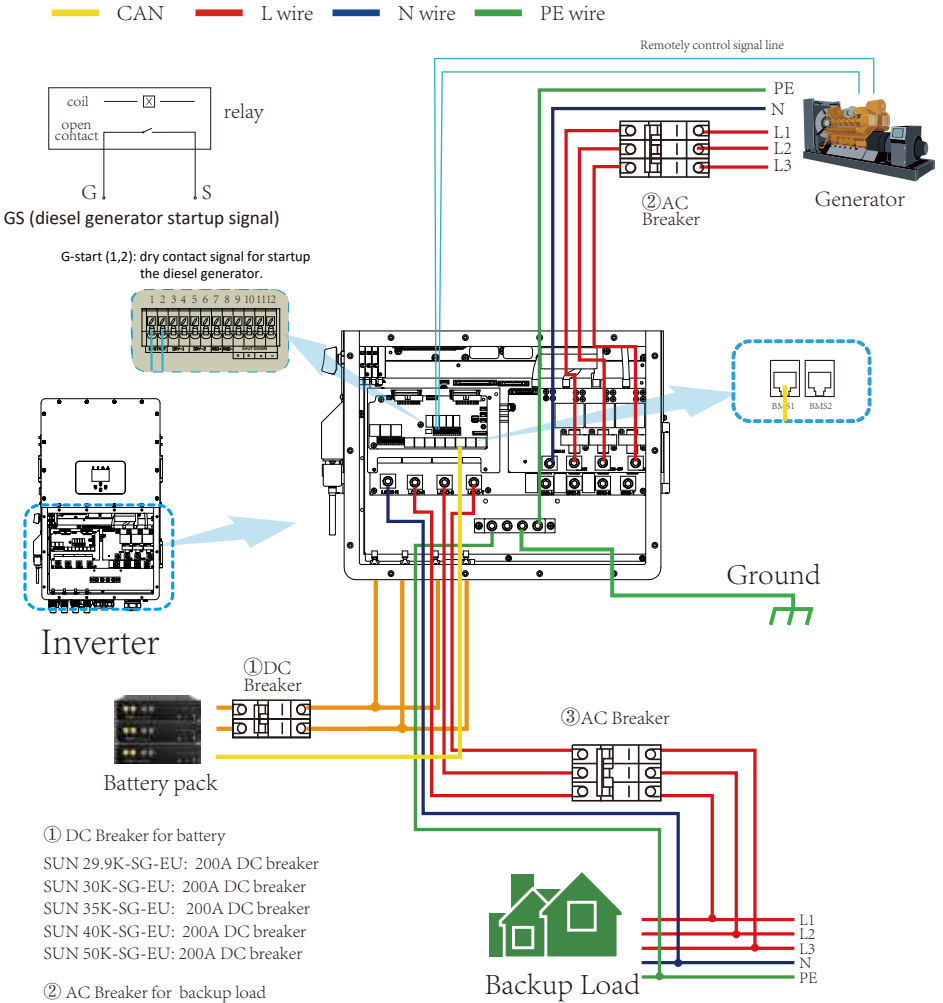 CAN L wire N wire PE wire
Remotely control signal line
coil
X
open
contact
relay
G S
GS (diesel generator startup signal)
PE
N
L1
L2
L3
②AC
Breaker
Generator
G-start (1,2): dry contact signal for startup
the diesel generator.
1 2 3 4 5 6 7 8 9 10 11 12
BMS1 BMS2
Ground
Inverter
①DC
Breaker
③AC Breaker
Battery pack
① DC Breaker for battery
SUN 29.9K-SG-EU: 200A DC breaker
SUN 30K-SG-EU: 200A DC breaker
SUN 35K-SG-EU: 200A DC breaker
SUN 40K-SG-EU: 200A DC breaker
SUN 50K-SG-EU: 200A DC breaker
② AC Breaker for backup load
L1
L2
L3
N
PE
Backup Load